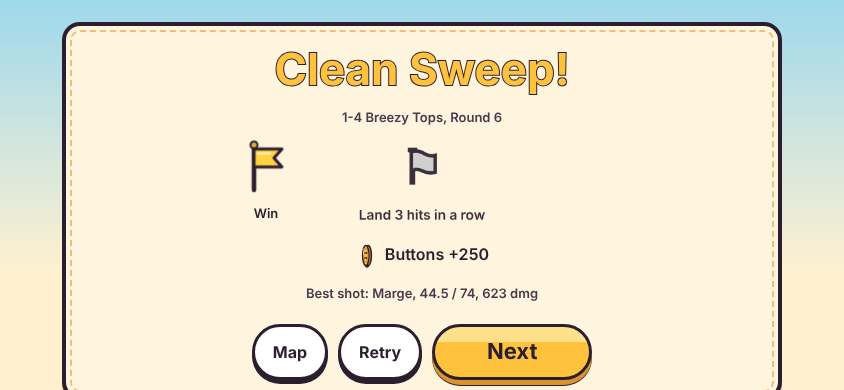 Clean Sweep!
1-4 Breezy Tops, Round 6
Win
Land 3 hits in a row
Buttons +250
Best shot: Marge, 44.5 / 74, 623 dmg
Map
Retry
Next